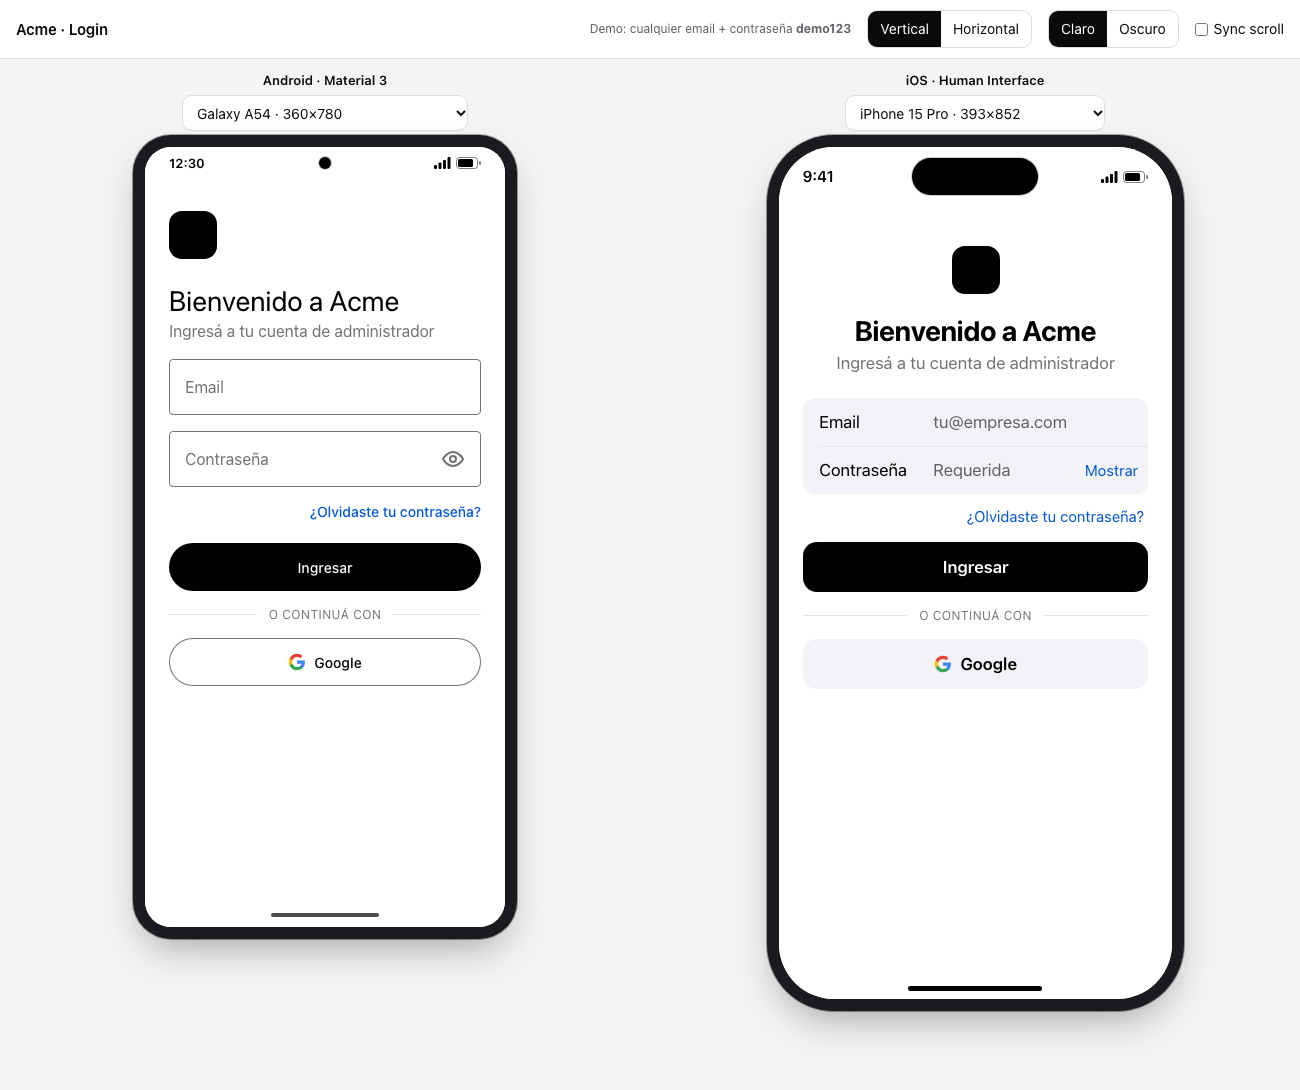 Acme · Login
Demo: cualquier email + contraseña demo123
Vertical
Horizontal
Claro
Oscuro
Sync scroll
Android · Material 3
Galaxy A54 · 360×780
12:30
Bienvenido a Acme
Ingresá a tu cuenta de administrador
Email
Contraseña
¿Olvidaste tu contraseña?
Ingresar
O CONTINUÁ CON
Google
iOS · Human Interface
iPhone 15 Pro · 393×852
9:41
Bienvenido a Acme
Ingresá a tu cuenta de administrador
Email tu@empresa.com
Contraseña Requerida Mostrar
¿Olvidaste tu contraseña?
Ingresar
O CONTINUÁ CON
Google